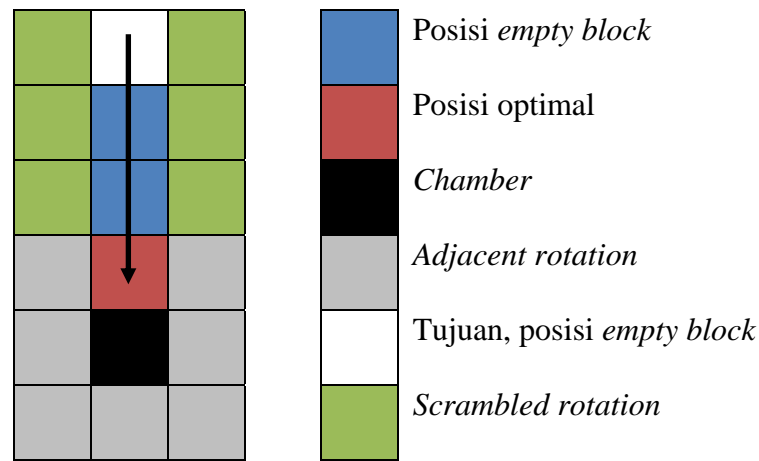 Posisi empty block
Posisi optimal
Chamber
Adjacent rotation
Tujuan, posisi empty block
Scrambled rotation